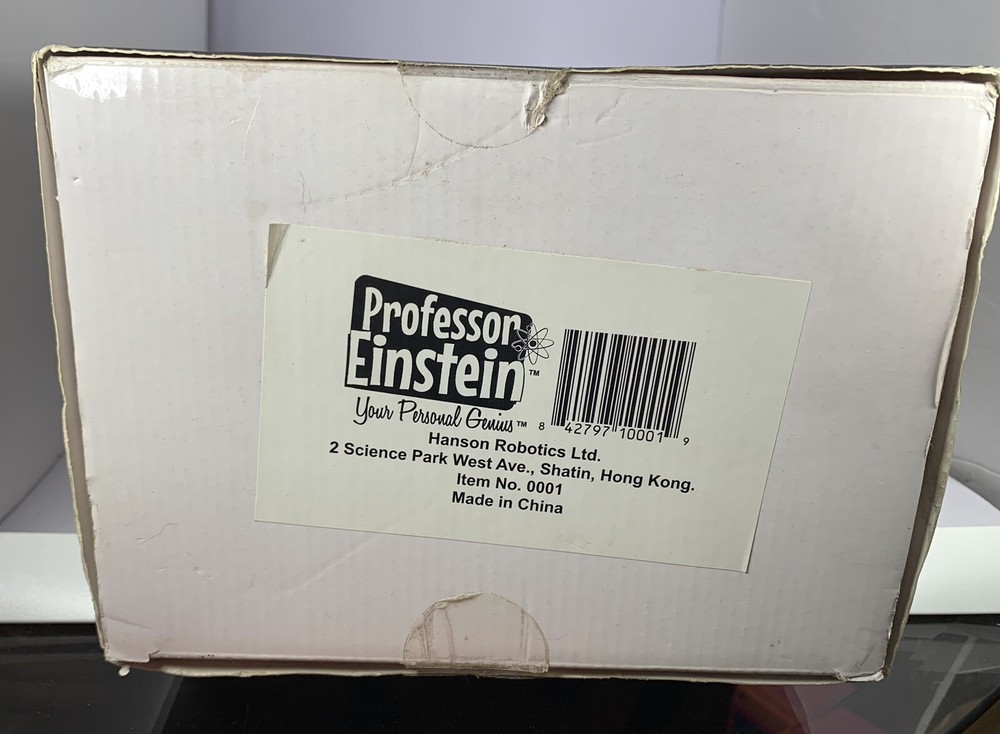 Professor
Einstein™
Your Personal Genius™
8 42797 10001 9
Hanson Robotics Ltd.
2 Science Park West Ave., Shatin, Hong Kong.
Item No. 0001
Made in China